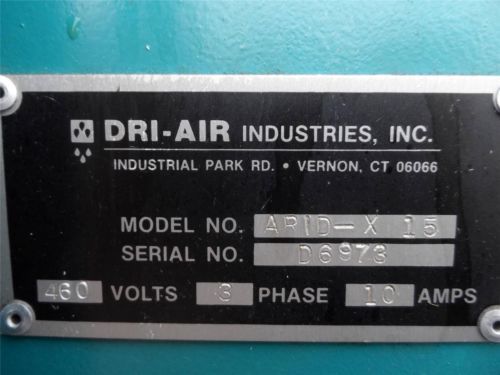 DRI-AIR INDUSTRIES, INC.
INDUSTRIAL PARK RD. • VERNON, CT 06066
MODEL NO. ARID-X 15
SERIAL NO. D6973
460 VOLTS 3 PHASE 10 AMPS